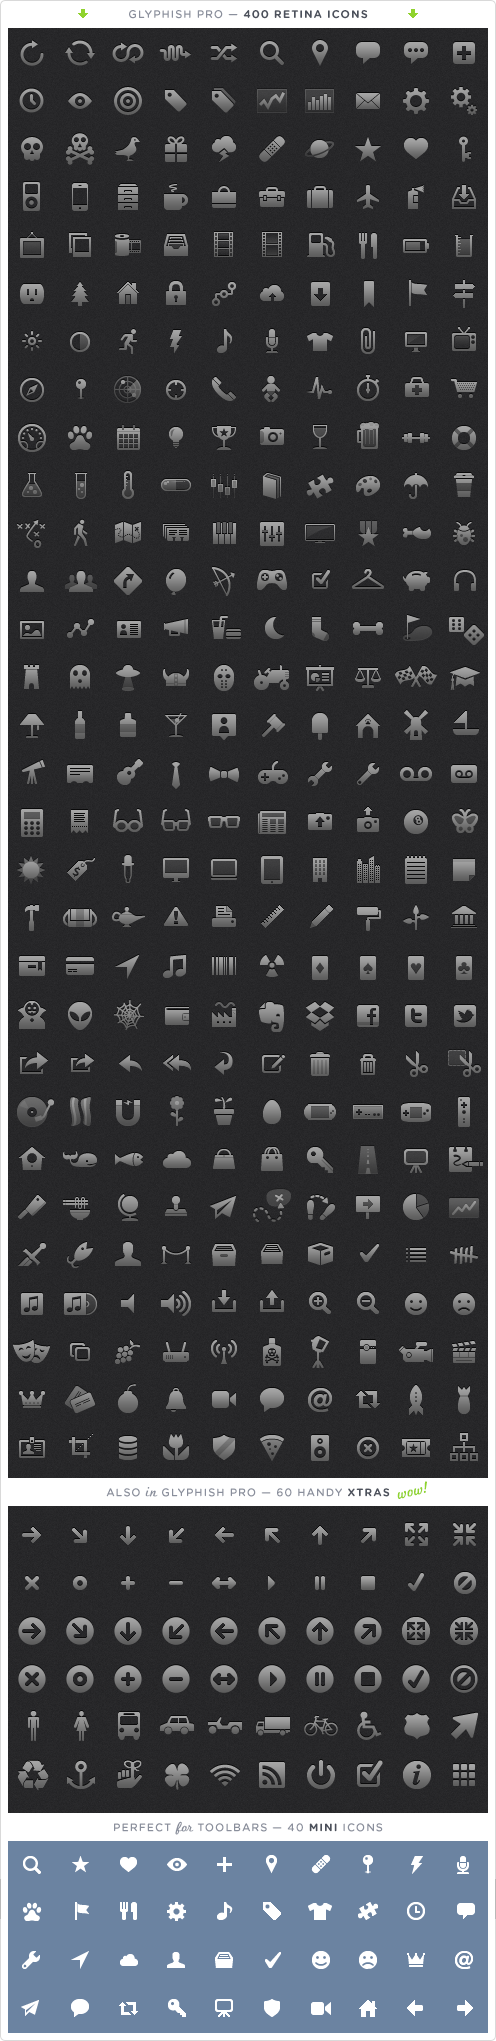 GLYPHISH PRO — 400 RETINA ICONS
ALSO in GLYPHISH PRO — 60 HANDY XTRAS wow!
PERFECT for TOOLBARS — 40 MINI ICONS